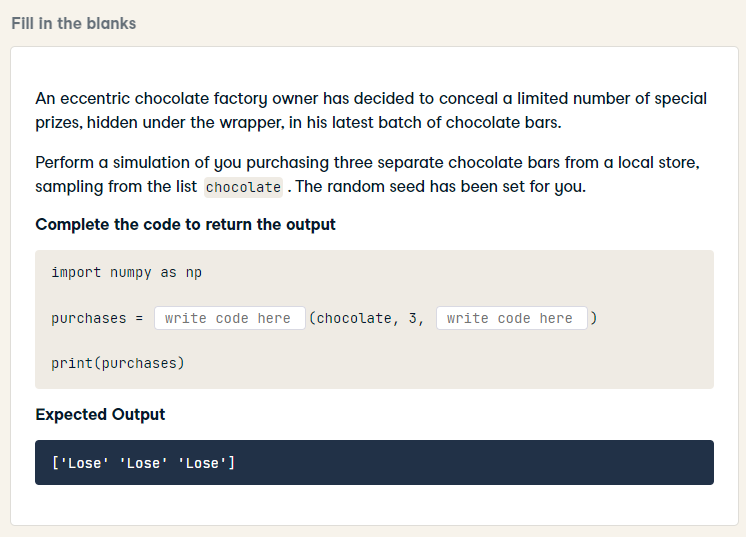 Fill in the blanks
An eccentric chocolate factory owner has decided to conceal a limited number of special
prizes, hidden under the wrapper, in his latest batch of chocolate bars.
Perform a simulation of you purchasing three separate chocolate bars from a local store,
sampling from the list chocolate . The random seed has been set for you.
Complete the code to return the output
import numpy as np
purchases = write code here (chocolate, 3, write code here )
print(purchases)
Expected Output
['Lose' 'Lose' 'Lose']